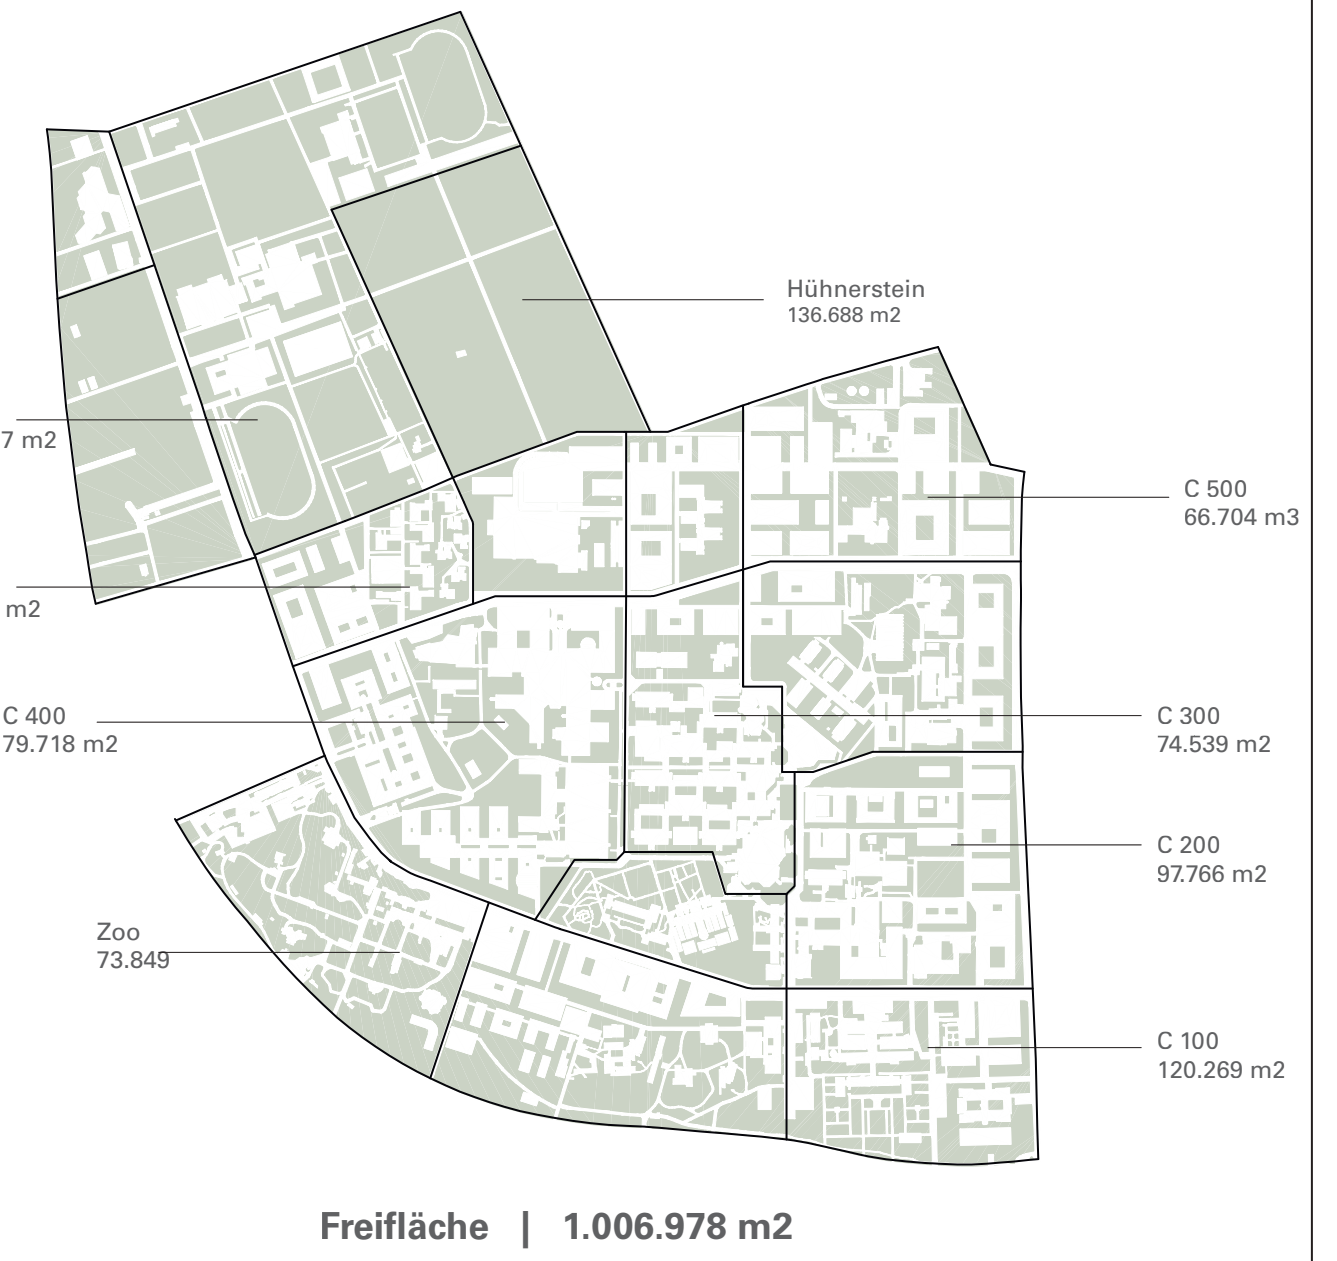 Hühnerstein
136.688 m2
7 m2
C 500
66.704 m3
m2
C 400
79.718 m2
C 300
74.539 m2
C 200
97.766 m2
Zoo
73.849
C 100
120.269 m2
Freifläche | 1.006.978 m2